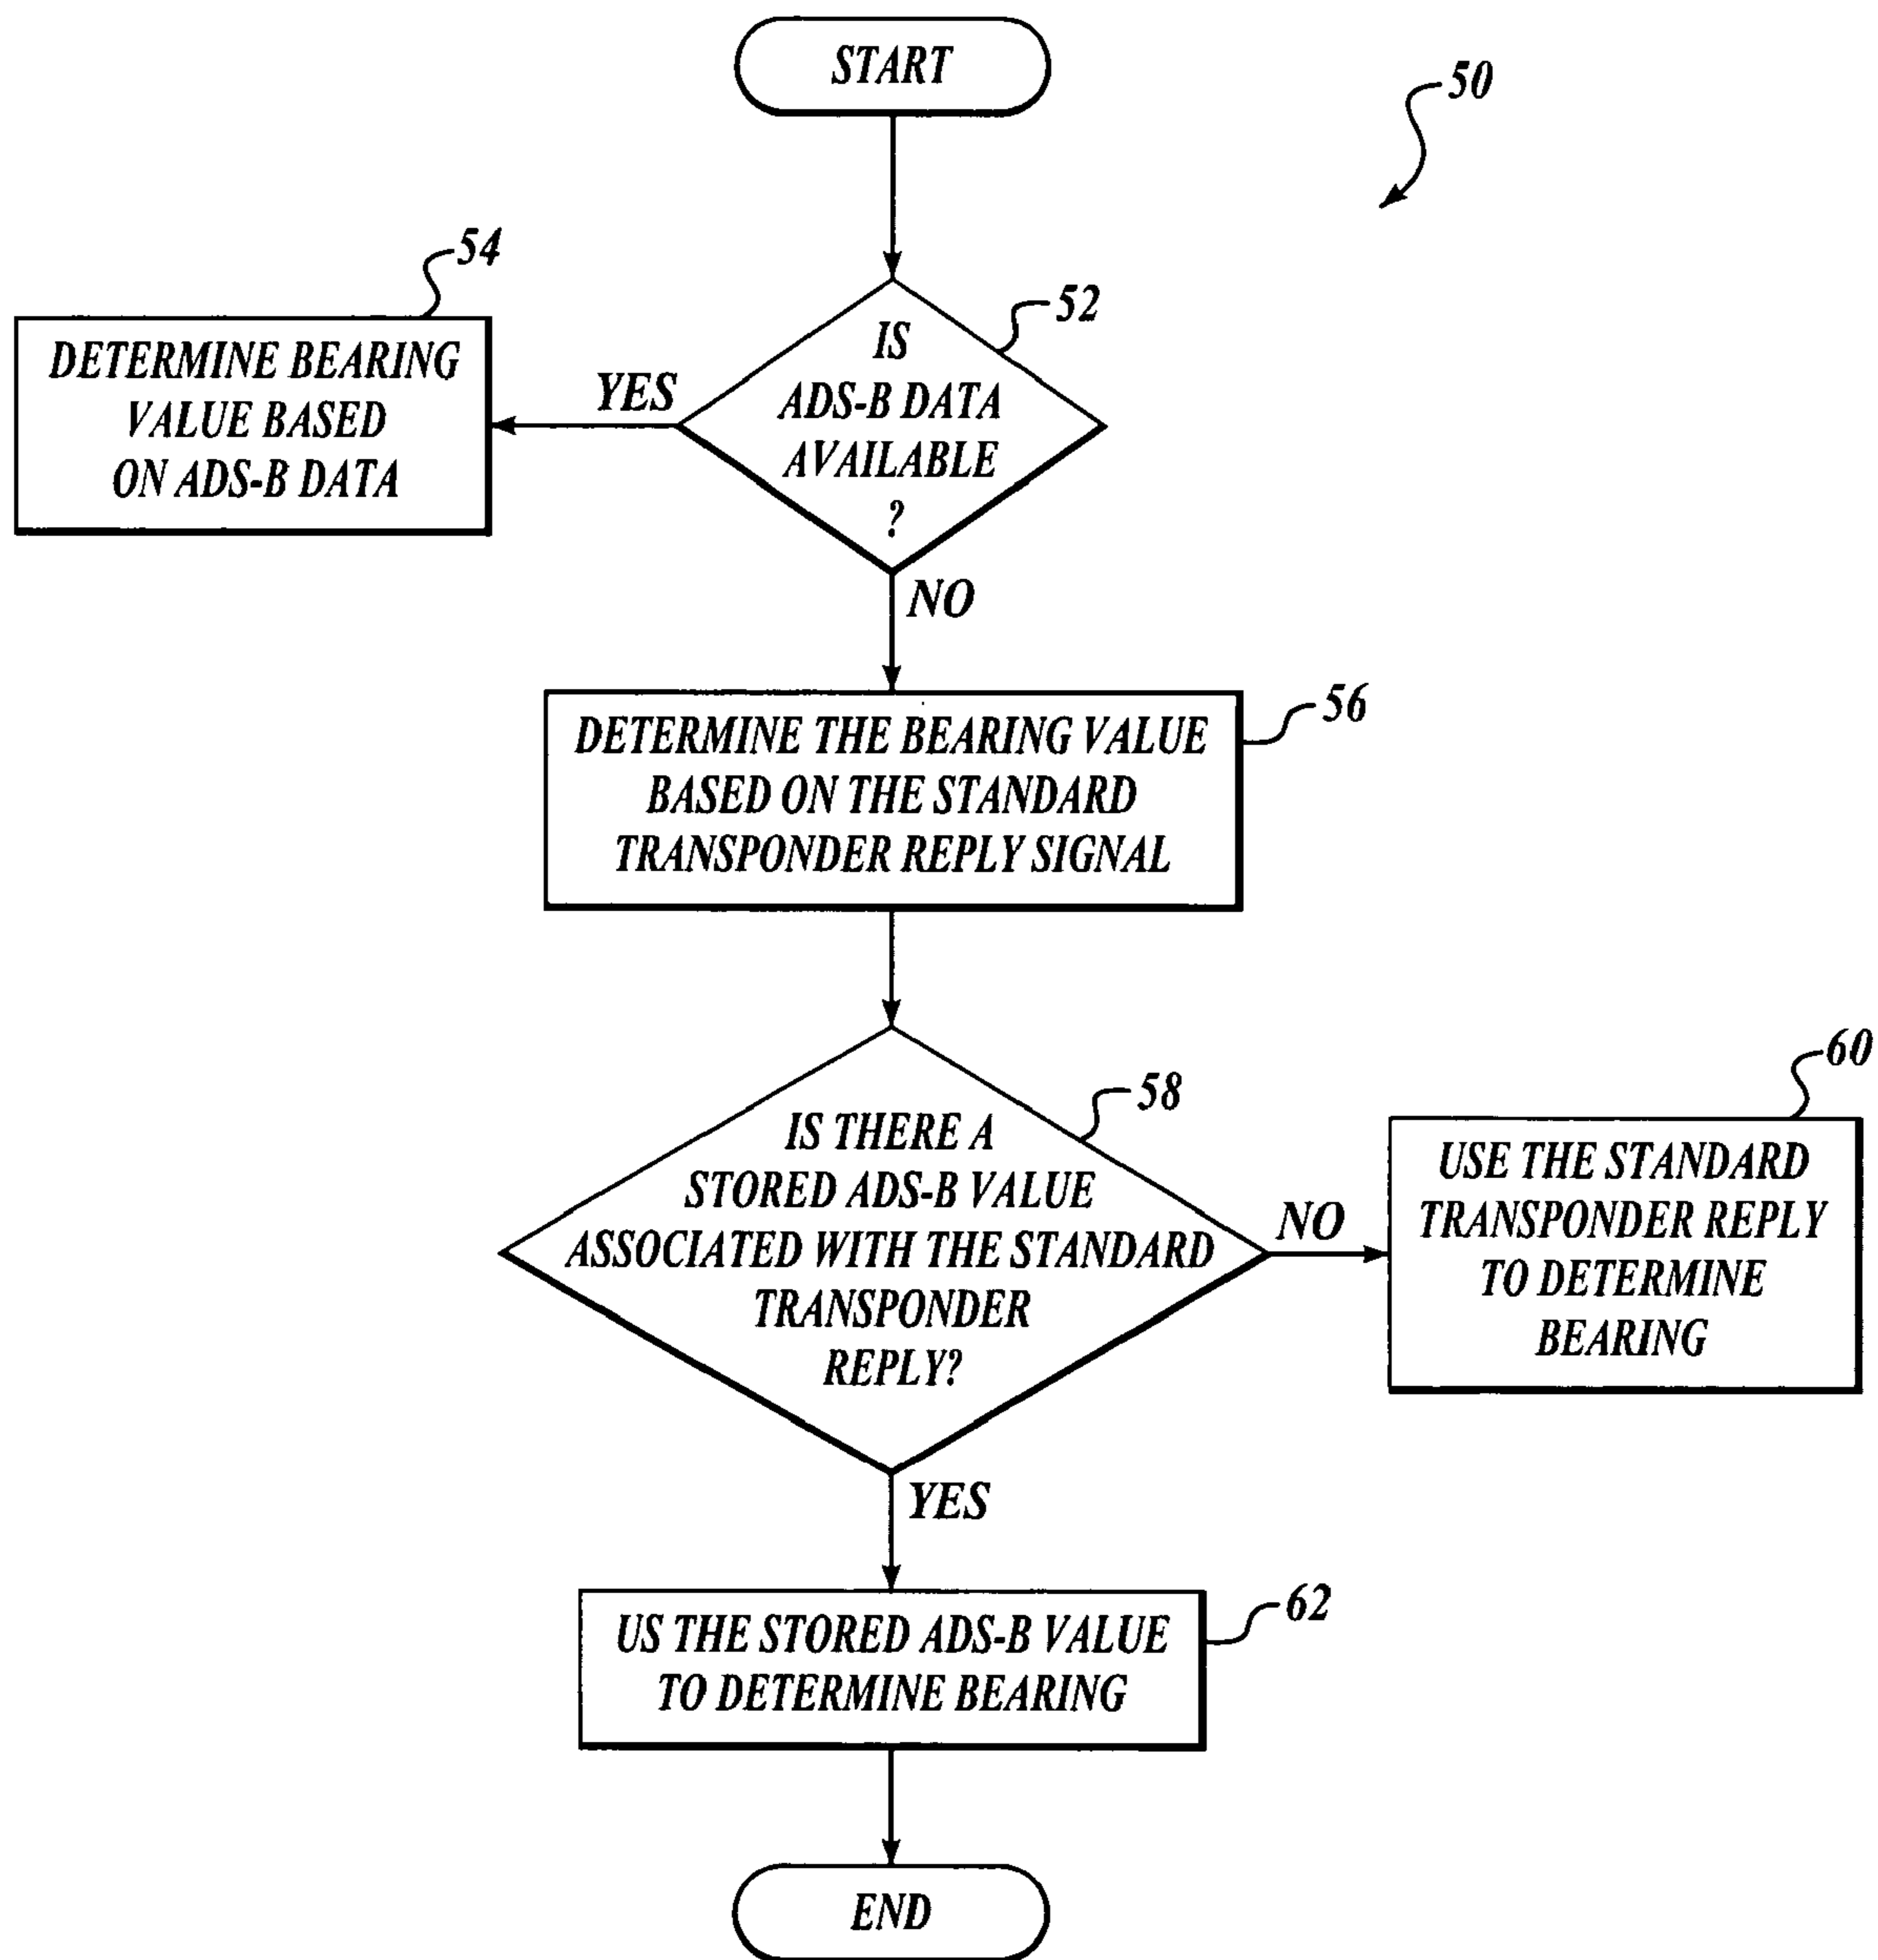 START
50
54
DETERMINE BEARING
VALUE BASED
ON ADS-B DATA
YES
52
IS
ADS-B DATA
AVAILABLE
?
NO
56
DETERMINE THE BEARING VALUE
BASED ON THE STANDARD
TRANSPONDER REPLY SIGNAL
58
IS THERE A
STORED ADS-B VALUE
ASSOCIATED WITH THE STANDARD
TRANSPONDER
REPLY?
NO
60
USE THE STANDARD
TRANSPONDER REPLY
TO DETERMINE
BEARING
YES
62
US THE STORED ADS-B VALUE
TO DETERMINE BEARING
END